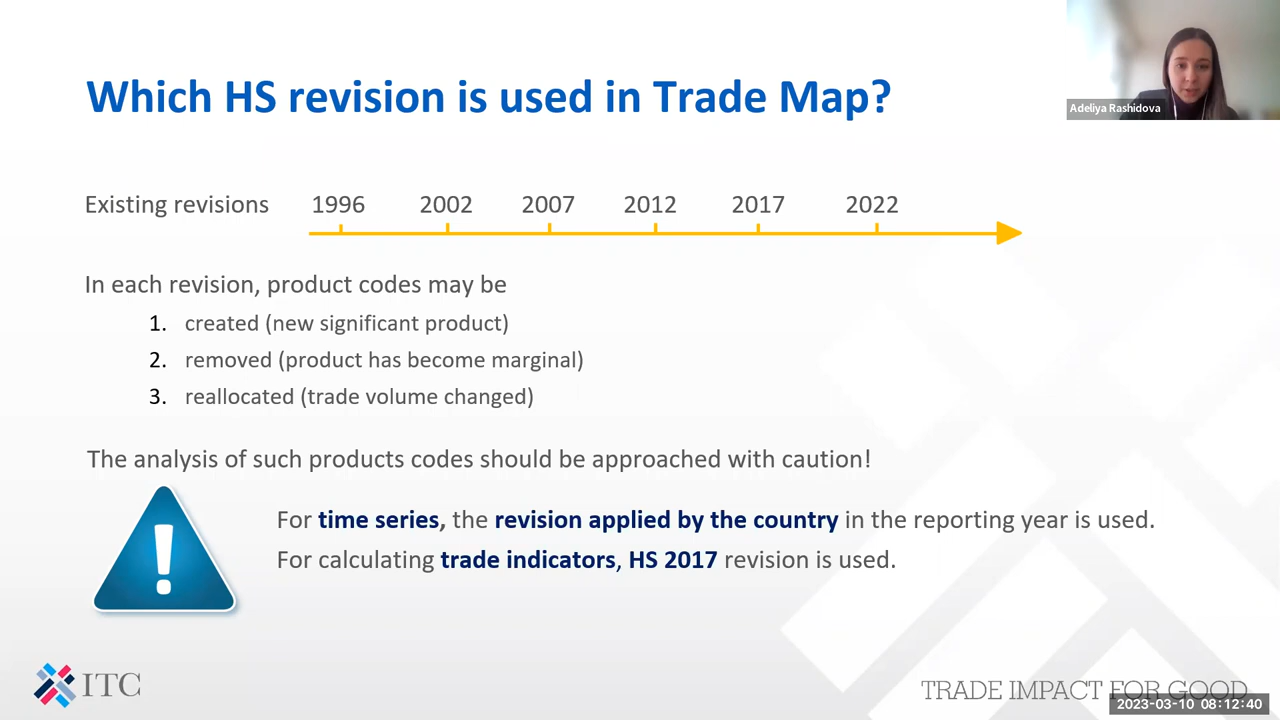 Which HS revision is used in Trade Map?
Adeliya Rashidova
Existing revisions 1996 2002 2007 2012 2017 2022
In each revision, product codes may be
1. created (new significant product)
2. removed (product has become marginal)
3. reallocated (trade volume changed)
The analysis of such products codes should be approached with caution!
For time series, the revision applied by the country in the reporting year is used.
For calculating trade indicators, HS 2017 revision is used.
ITC
TRADE IMPACT FOR GOOD
2023-03-10 08:12:40